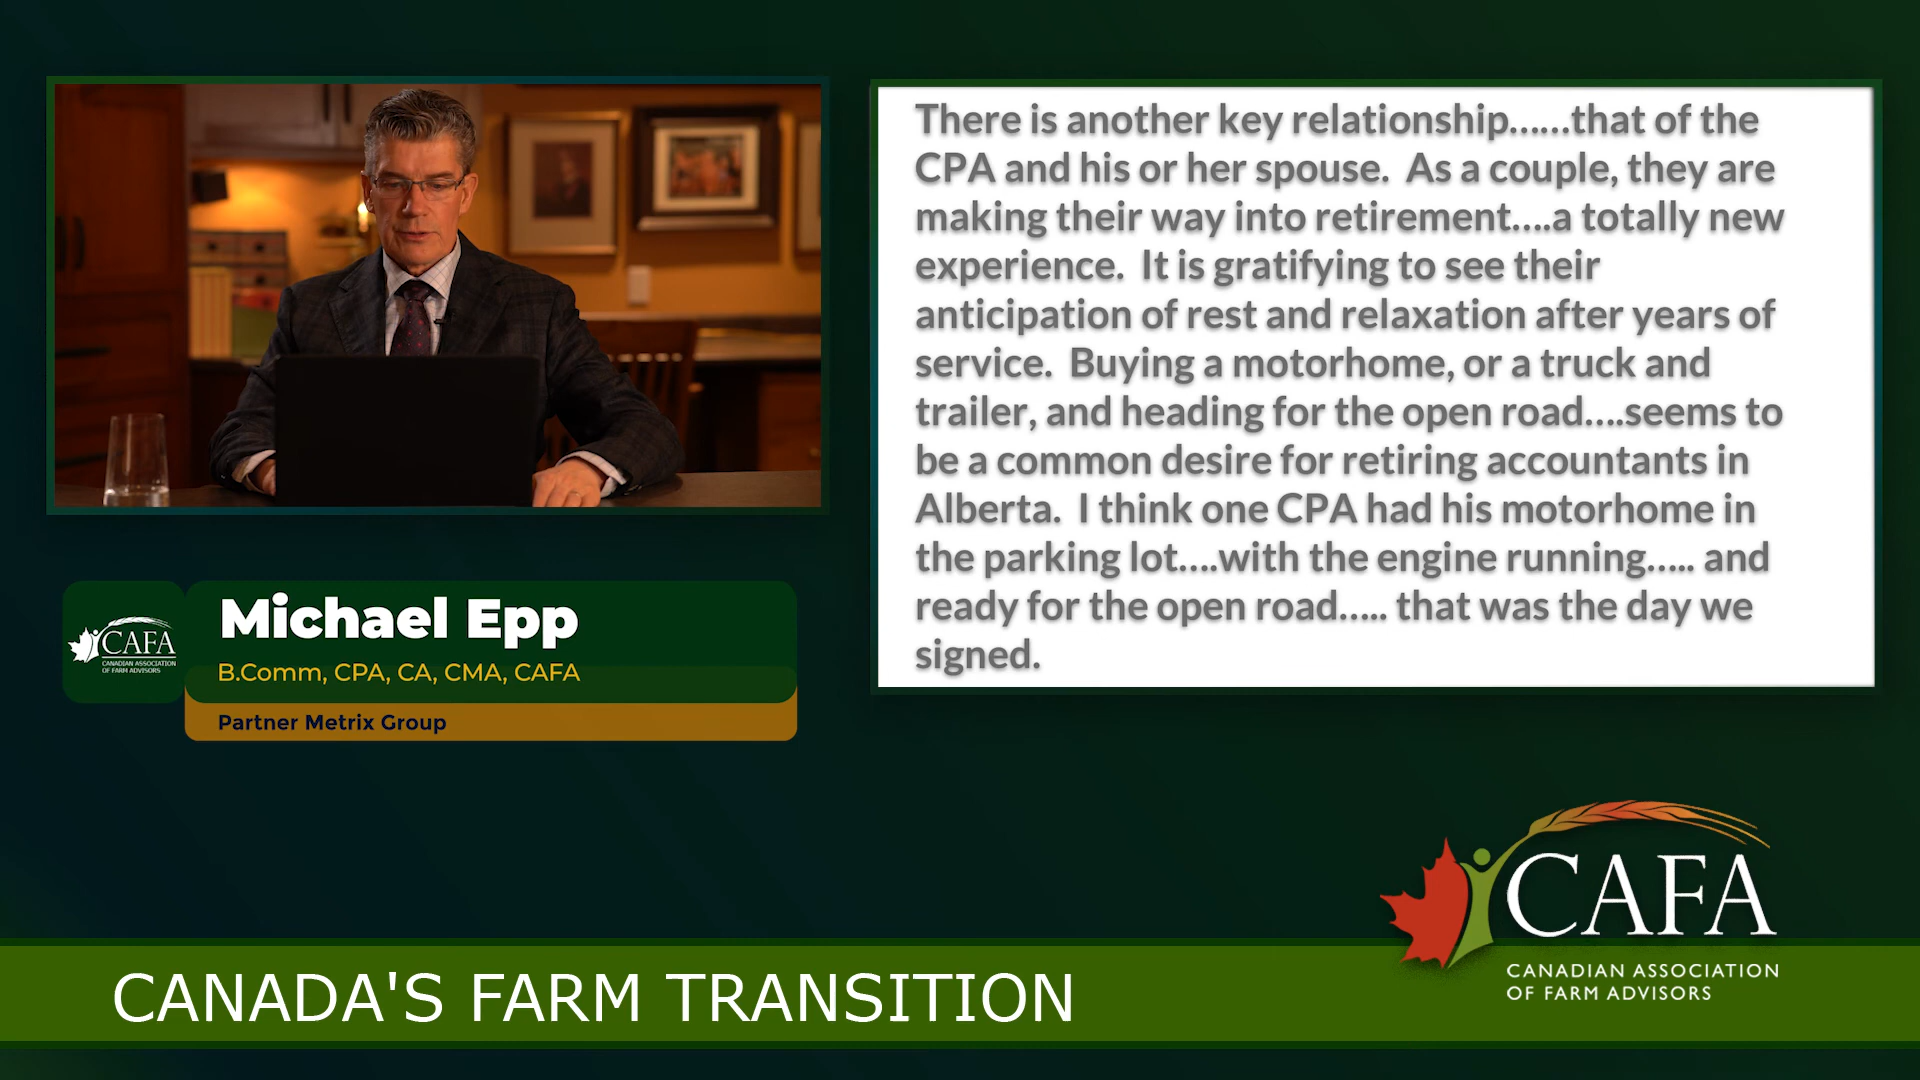 There is another key relationship......that of the
CPA and his or her spouse.  As a couple, they are
making their way into retirement....a totally new
experience.  It is gratifying to see their
anticipation of rest and relaxation after years of
service.  Buying a motorhome, or a truck and
trailer, and heading for the open road....seems to
be a common desire for retiring accountants in
Alberta.  I think one CPA had his motorhome in
the parking lot....with the engine running..... and
ready for the open road..... that was the day we
signed.
CAFA
CANADIAN ASSOCIATION
OF FARM ADVISORS
Michael Epp
B.Comm, CPA, CA, CMA, CAFA
Partner Metrix Group
CAFA
CANADIAN ASSOCIATION
OF FARM ADVISORS
CANADA'S FARM TRANSITION